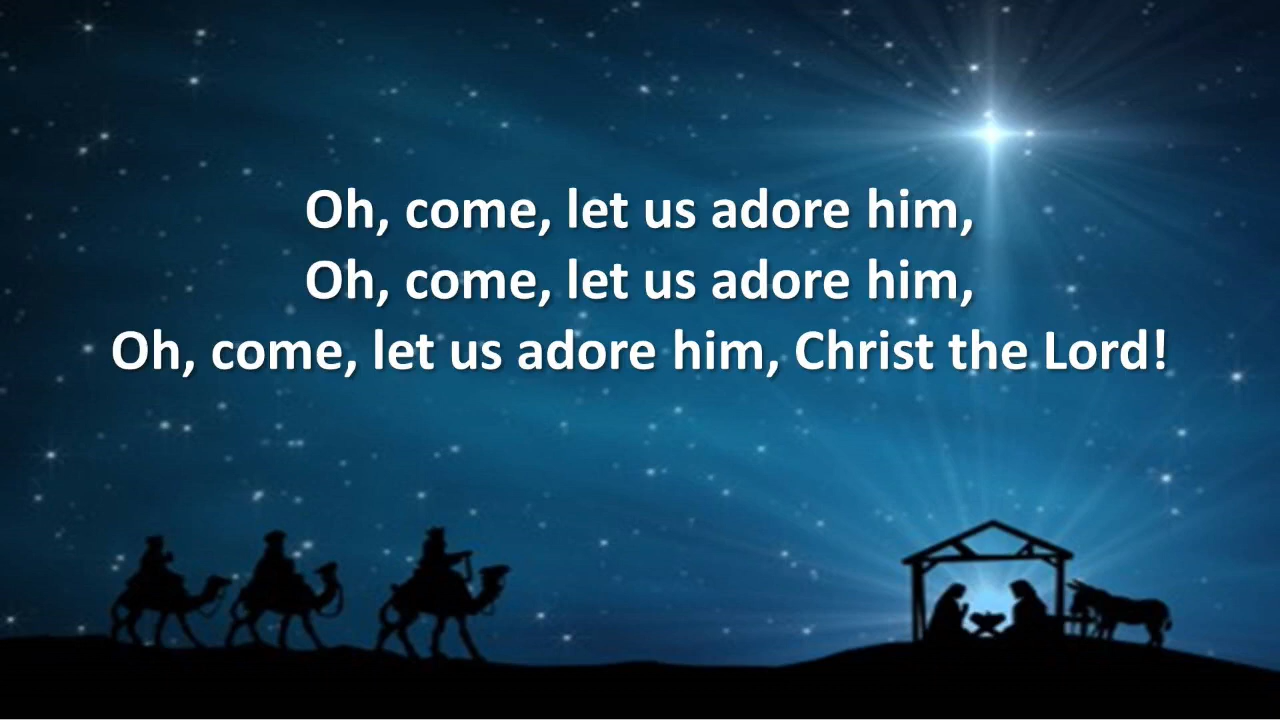 Oh, come, let us adore him,
Oh, come, let us adore him,
Oh, come, let us adore him, Christ the Lord!